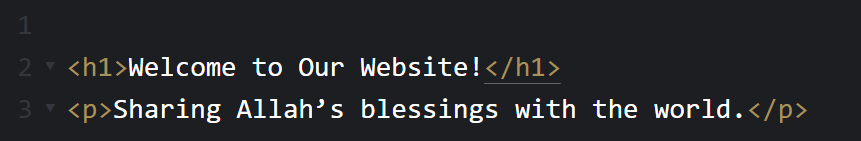 1
2 <h1>Welcome to Our Website!</h1>
3 <p>Sharing Allah’s blessings with the world.</p>